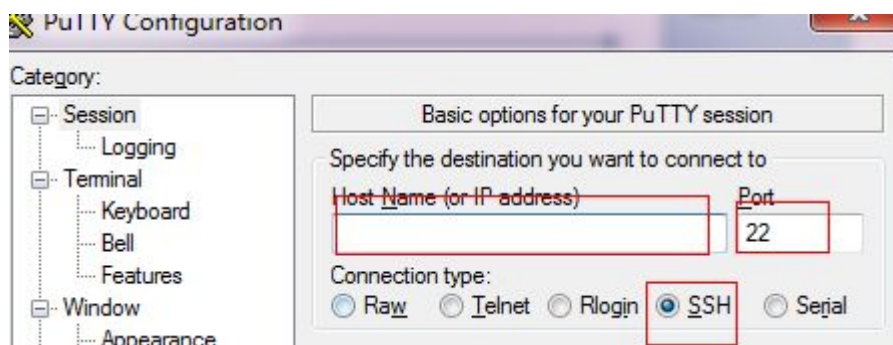 PuTTY Configuration
Category:
Session
Logging
Terminal
Keyboard
Bell
Features
Window
Appearance
Basic options for your PuTTY session
Specify the destination you want to connect to
Host Name (or IP address) Port
22
Connection type:
Raw Telnet Rlogin SSH Serial